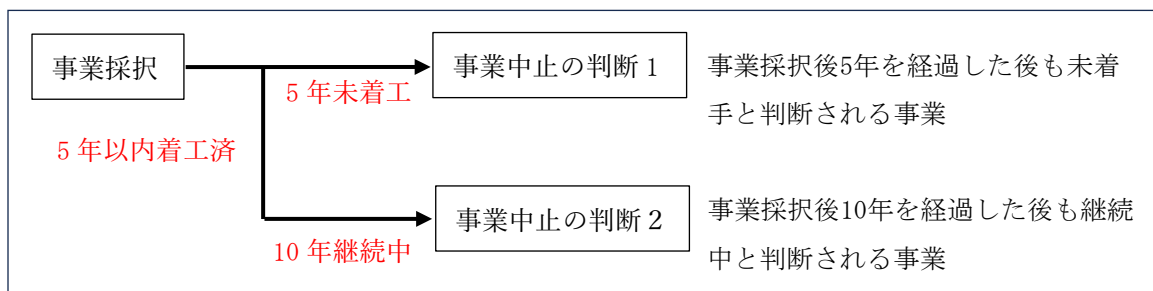 事業採択
5年未着工
5年以内着工済
事業中止の判断１
事業採択後5年を経過した後も未着
手と判断される事業
10年継続中
事業中止の判断２
事業採択後10年を経過した後も継続
中と判断される事業